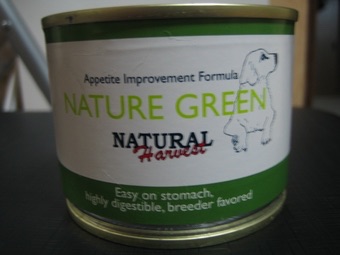 Appetite Improvement Formula
NATURE GREEN
NATURAL
Harvest
Easy on stomach,
highly digestible, breeder favored